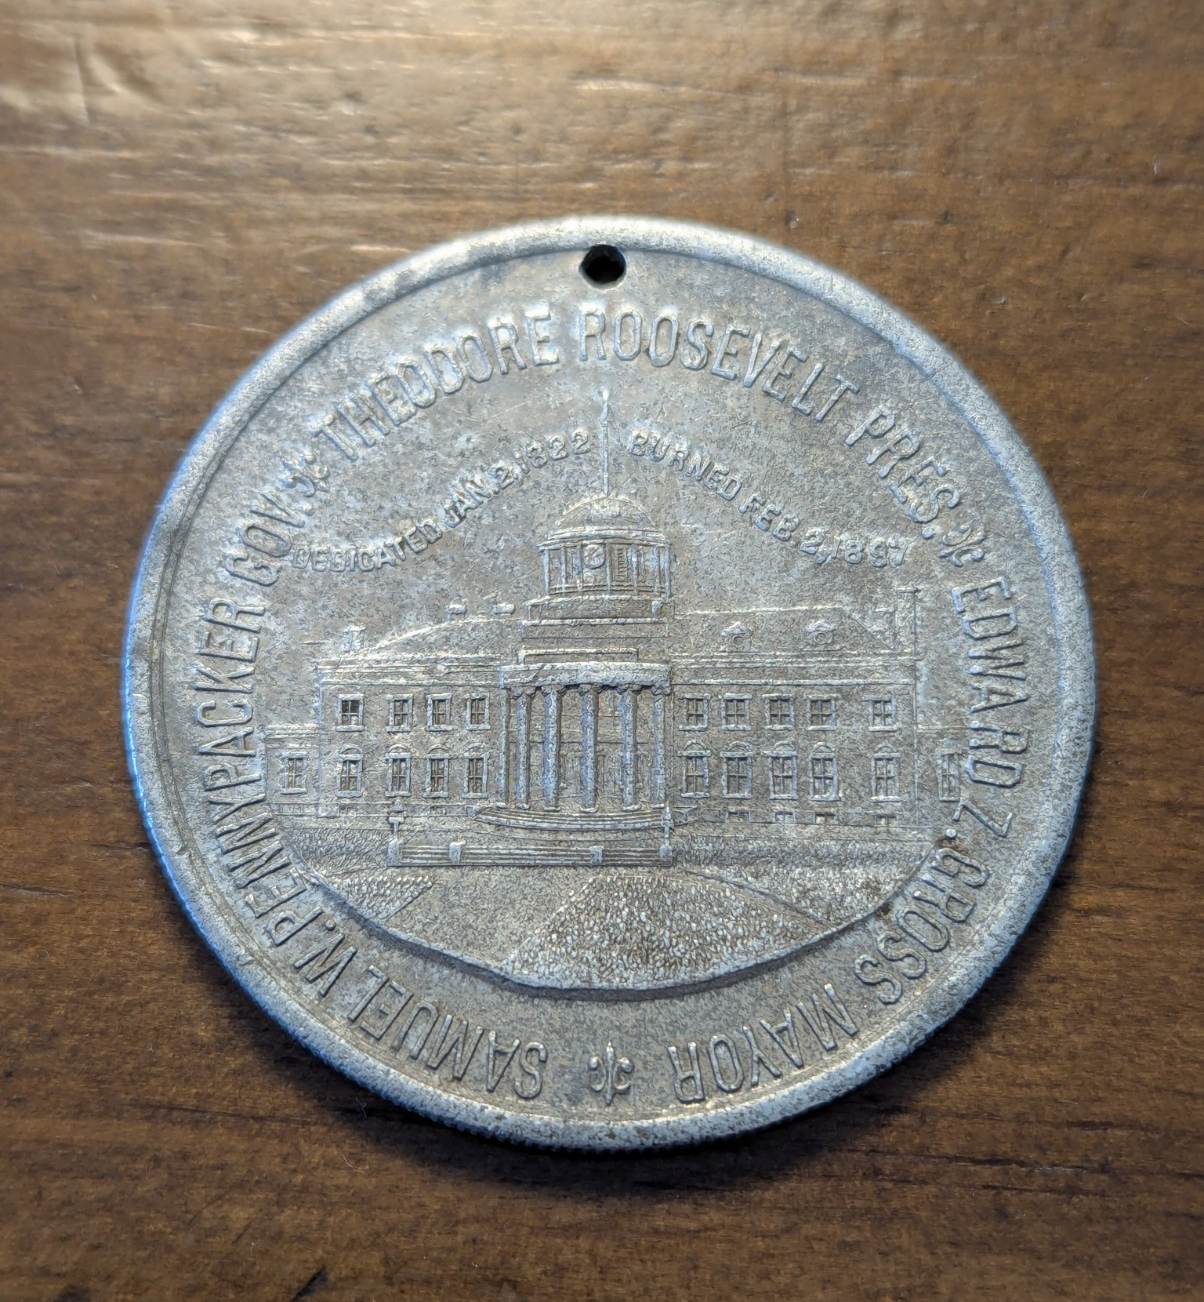 SAMUEL W. PENNYPACKER GOV. THEODORE ROOSEVELT PRES. EDWARD Z. GROSS MAYOR
DEDICATED JAN. 2, 1822 BURNED FEB. 2, 1897